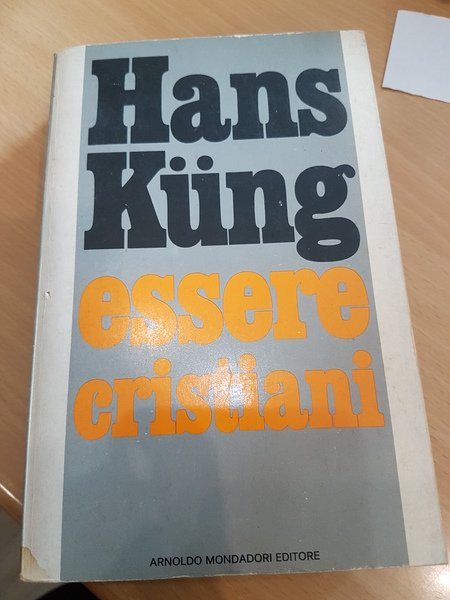 Hans
Küng
essere
cristiani
ARNOLDO MONDADORI EDITORE